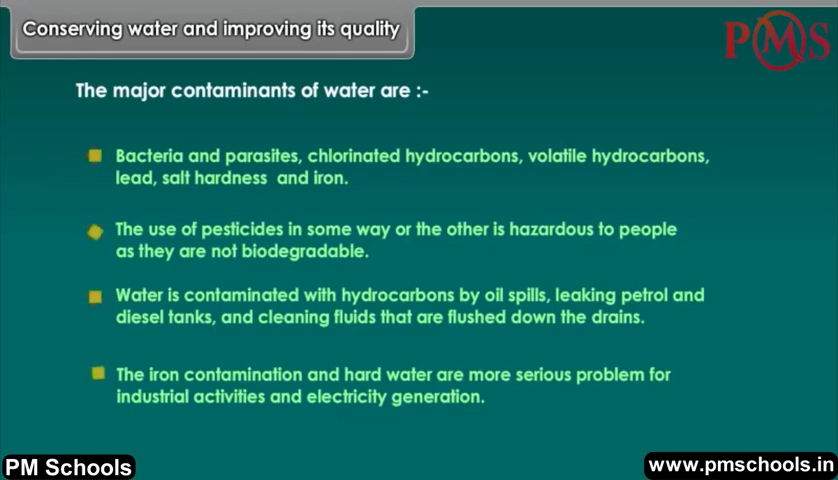 Conserving water and improving its quality
PMS
The major contaminants of water are :-
Bacteria and parasites, chlorinated hydrocarbons, volatile hydrocarbons,
lead, salt hardness and iron.
The use of pesticides in some way or the other is hazardous to people
as they are not biodegradable.
Water is contaminated with hydrocarbons by oil spills, leaking petrol and
diesel tanks, and cleaning fluids that are flushed down the drains.
The iron contamination and hard water are more serious problem for
industrial activities and electricity generation.
PM Schools
www.pmschools.in